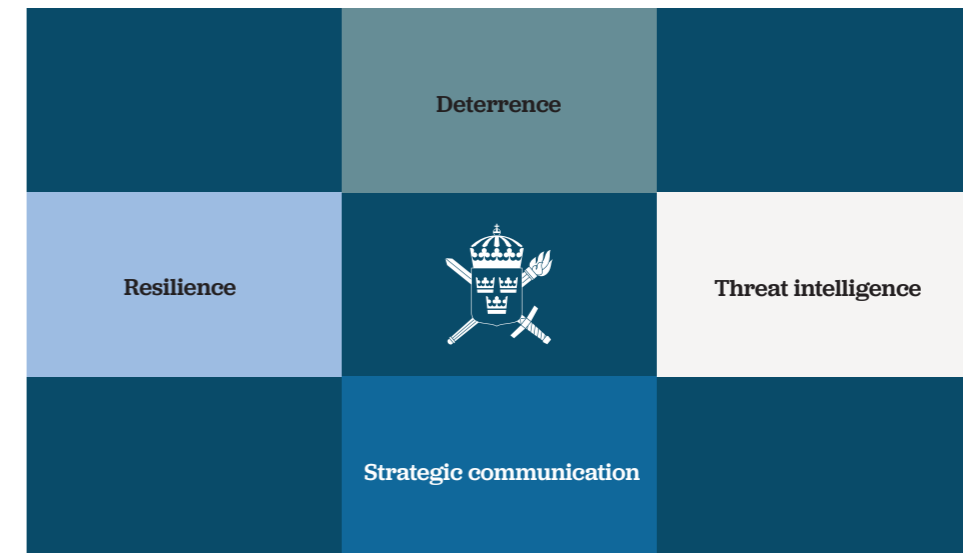 Deterrence
Resilience
Threat intelligence
Strategic communication